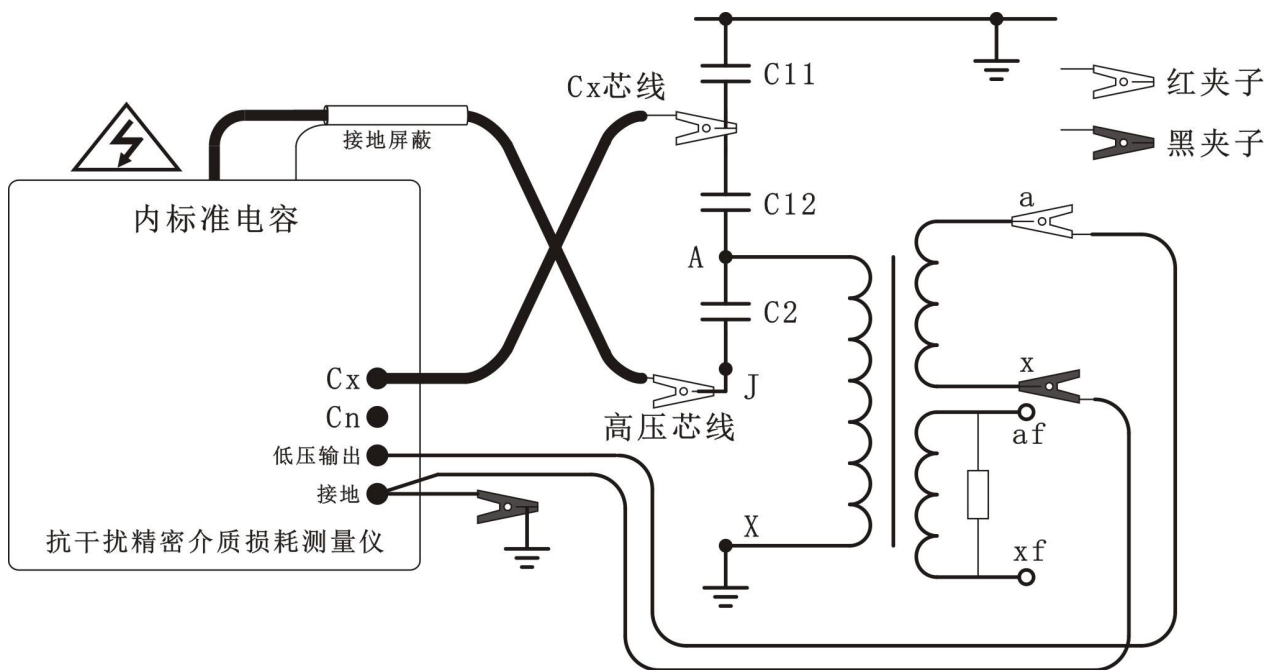 C11
红夹子
Cx芯线
接地屏蔽
黑夹子
内标准电容
C12
a
A
C2
Cx
J
x
Cn
高压芯线
af
低压输出
接地
X
抗干扰精密介质损耗测量仪
xf